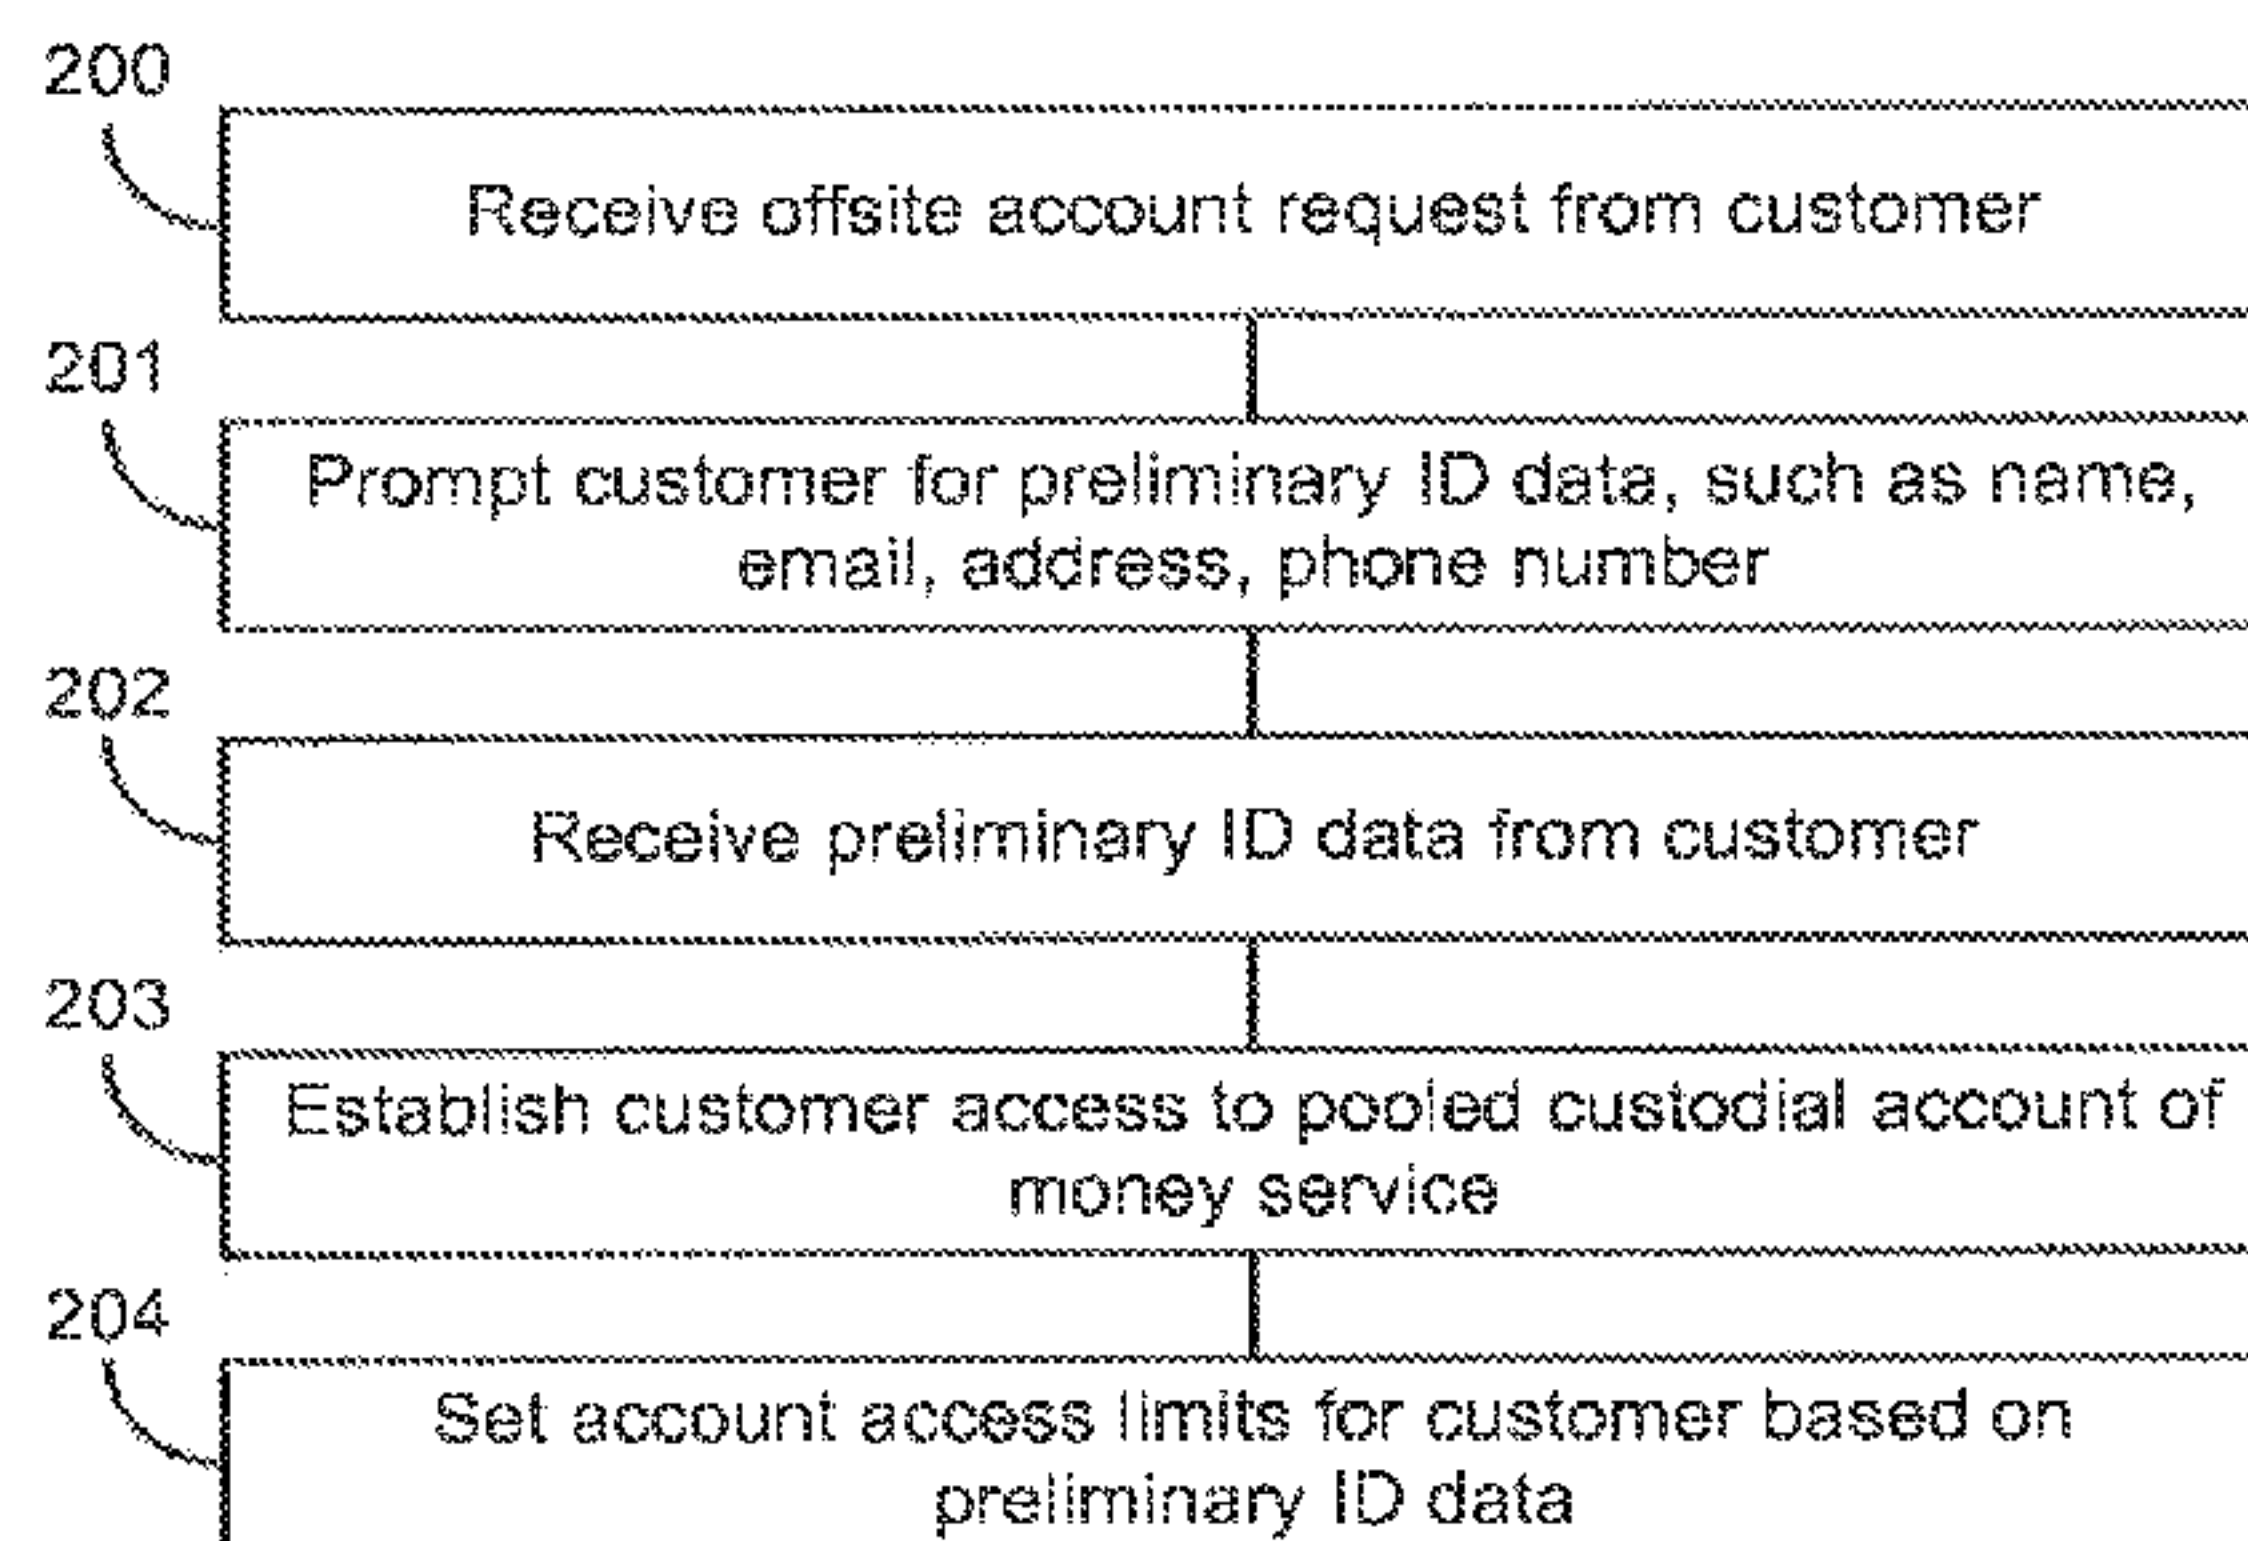 200
Receive offsite account request from customer
201
Prompt customer for preliminary ID data, such as name,
email, address, phone number
202
Receive preliminary ID data from customer
203
Establish customer access to pooled custodial account of
money service
204
Set account access limits for customer based on
preliminary ID data